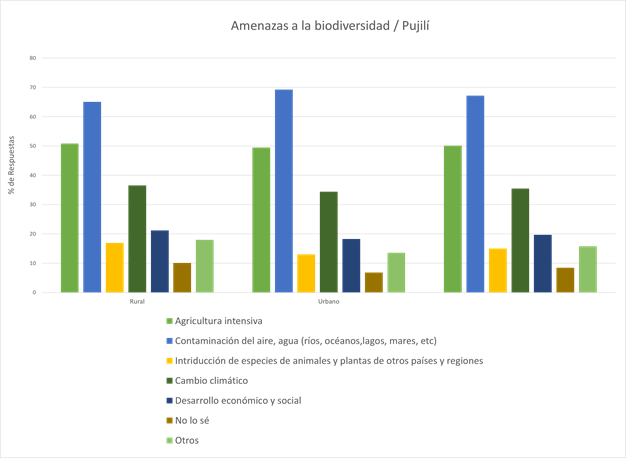 Amenazas a la biodiversidad / Pujilí
% de Respuestas
80
70
60
50
40
30
20
10
0
Rural Urbano
Agricultura intensiva
Contaminación del aire, agua (ríos, océanos,lagos, mares, etc)
Intriducción de especies de animales y plantas de otros países y regiones
Cambio climático
Desarrollo económico y social
No lo sé
Otros